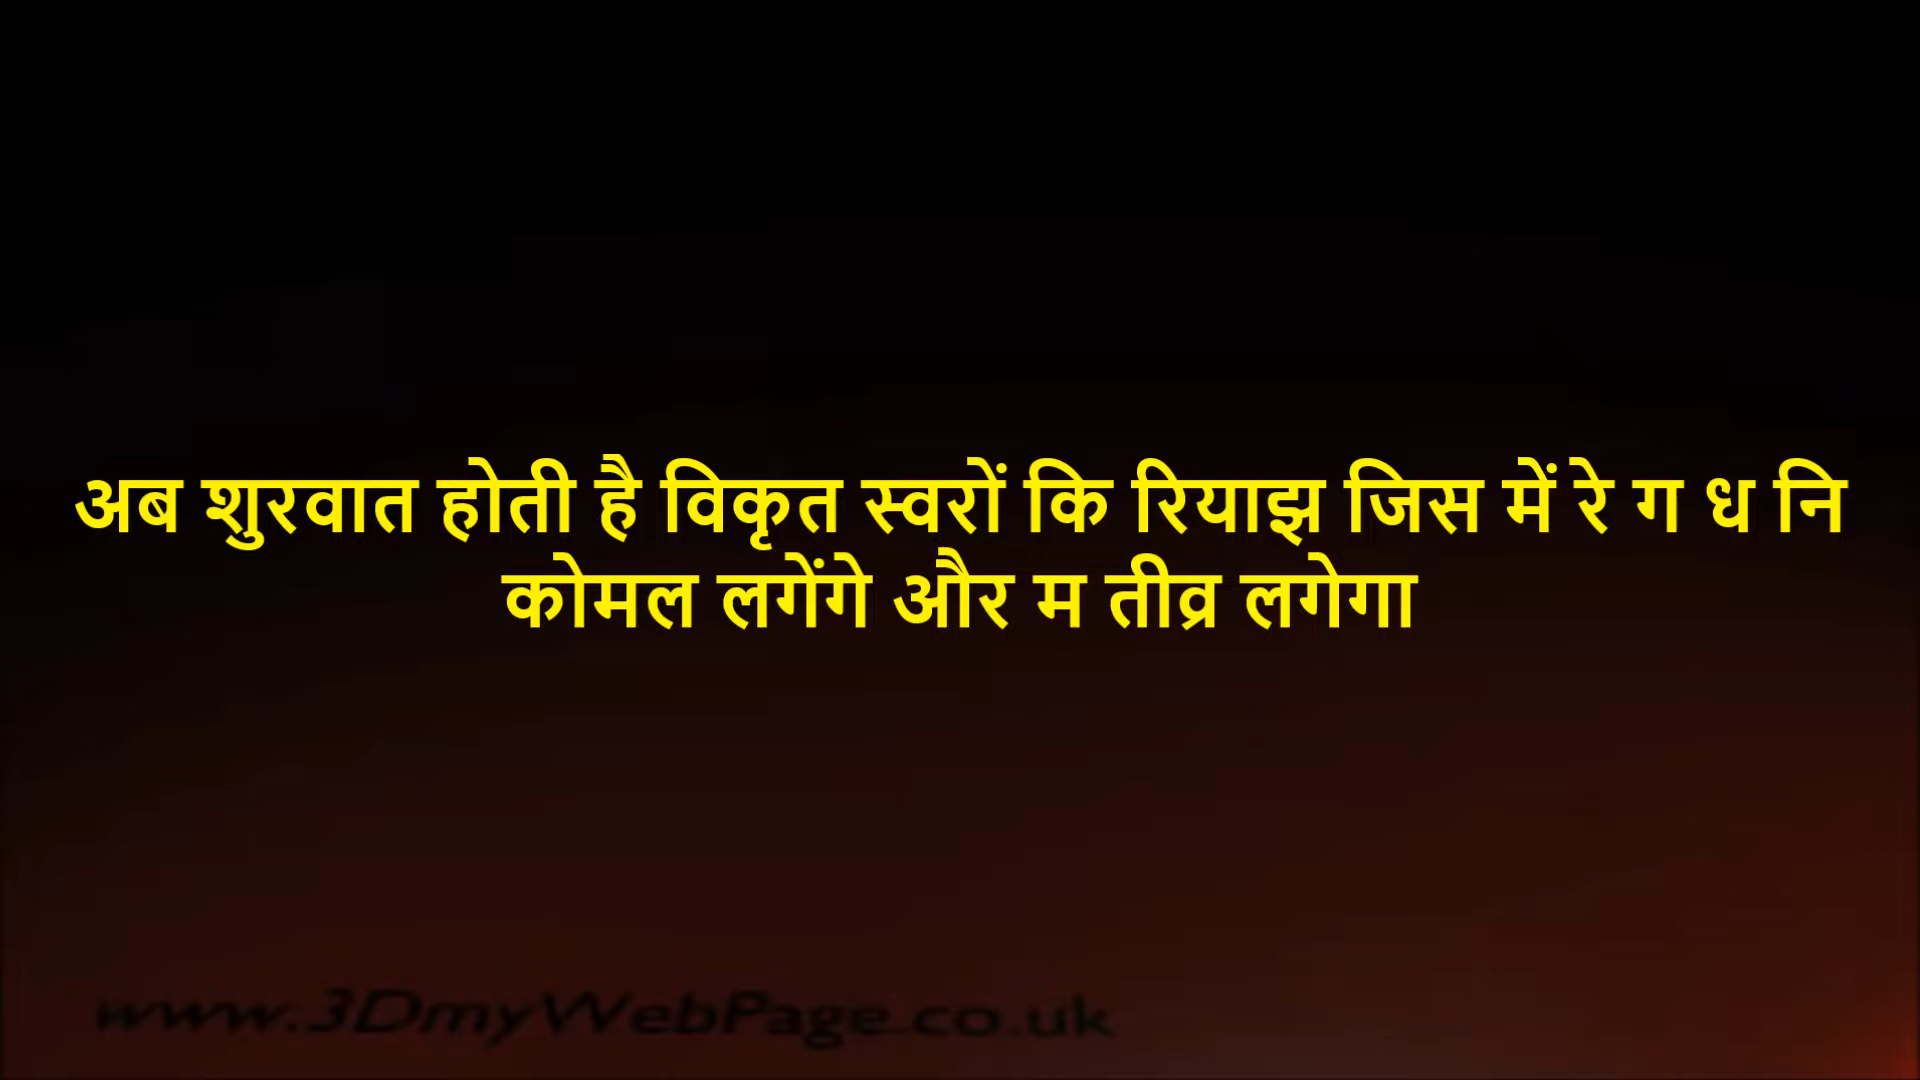 अब शुरवात होती है विकृत स्वरों कि रियाझ जिस में रे ग ध नि
कोमल लगेंगे और म तीव्र लगेगा
www.3DmyWebPage.co.uk